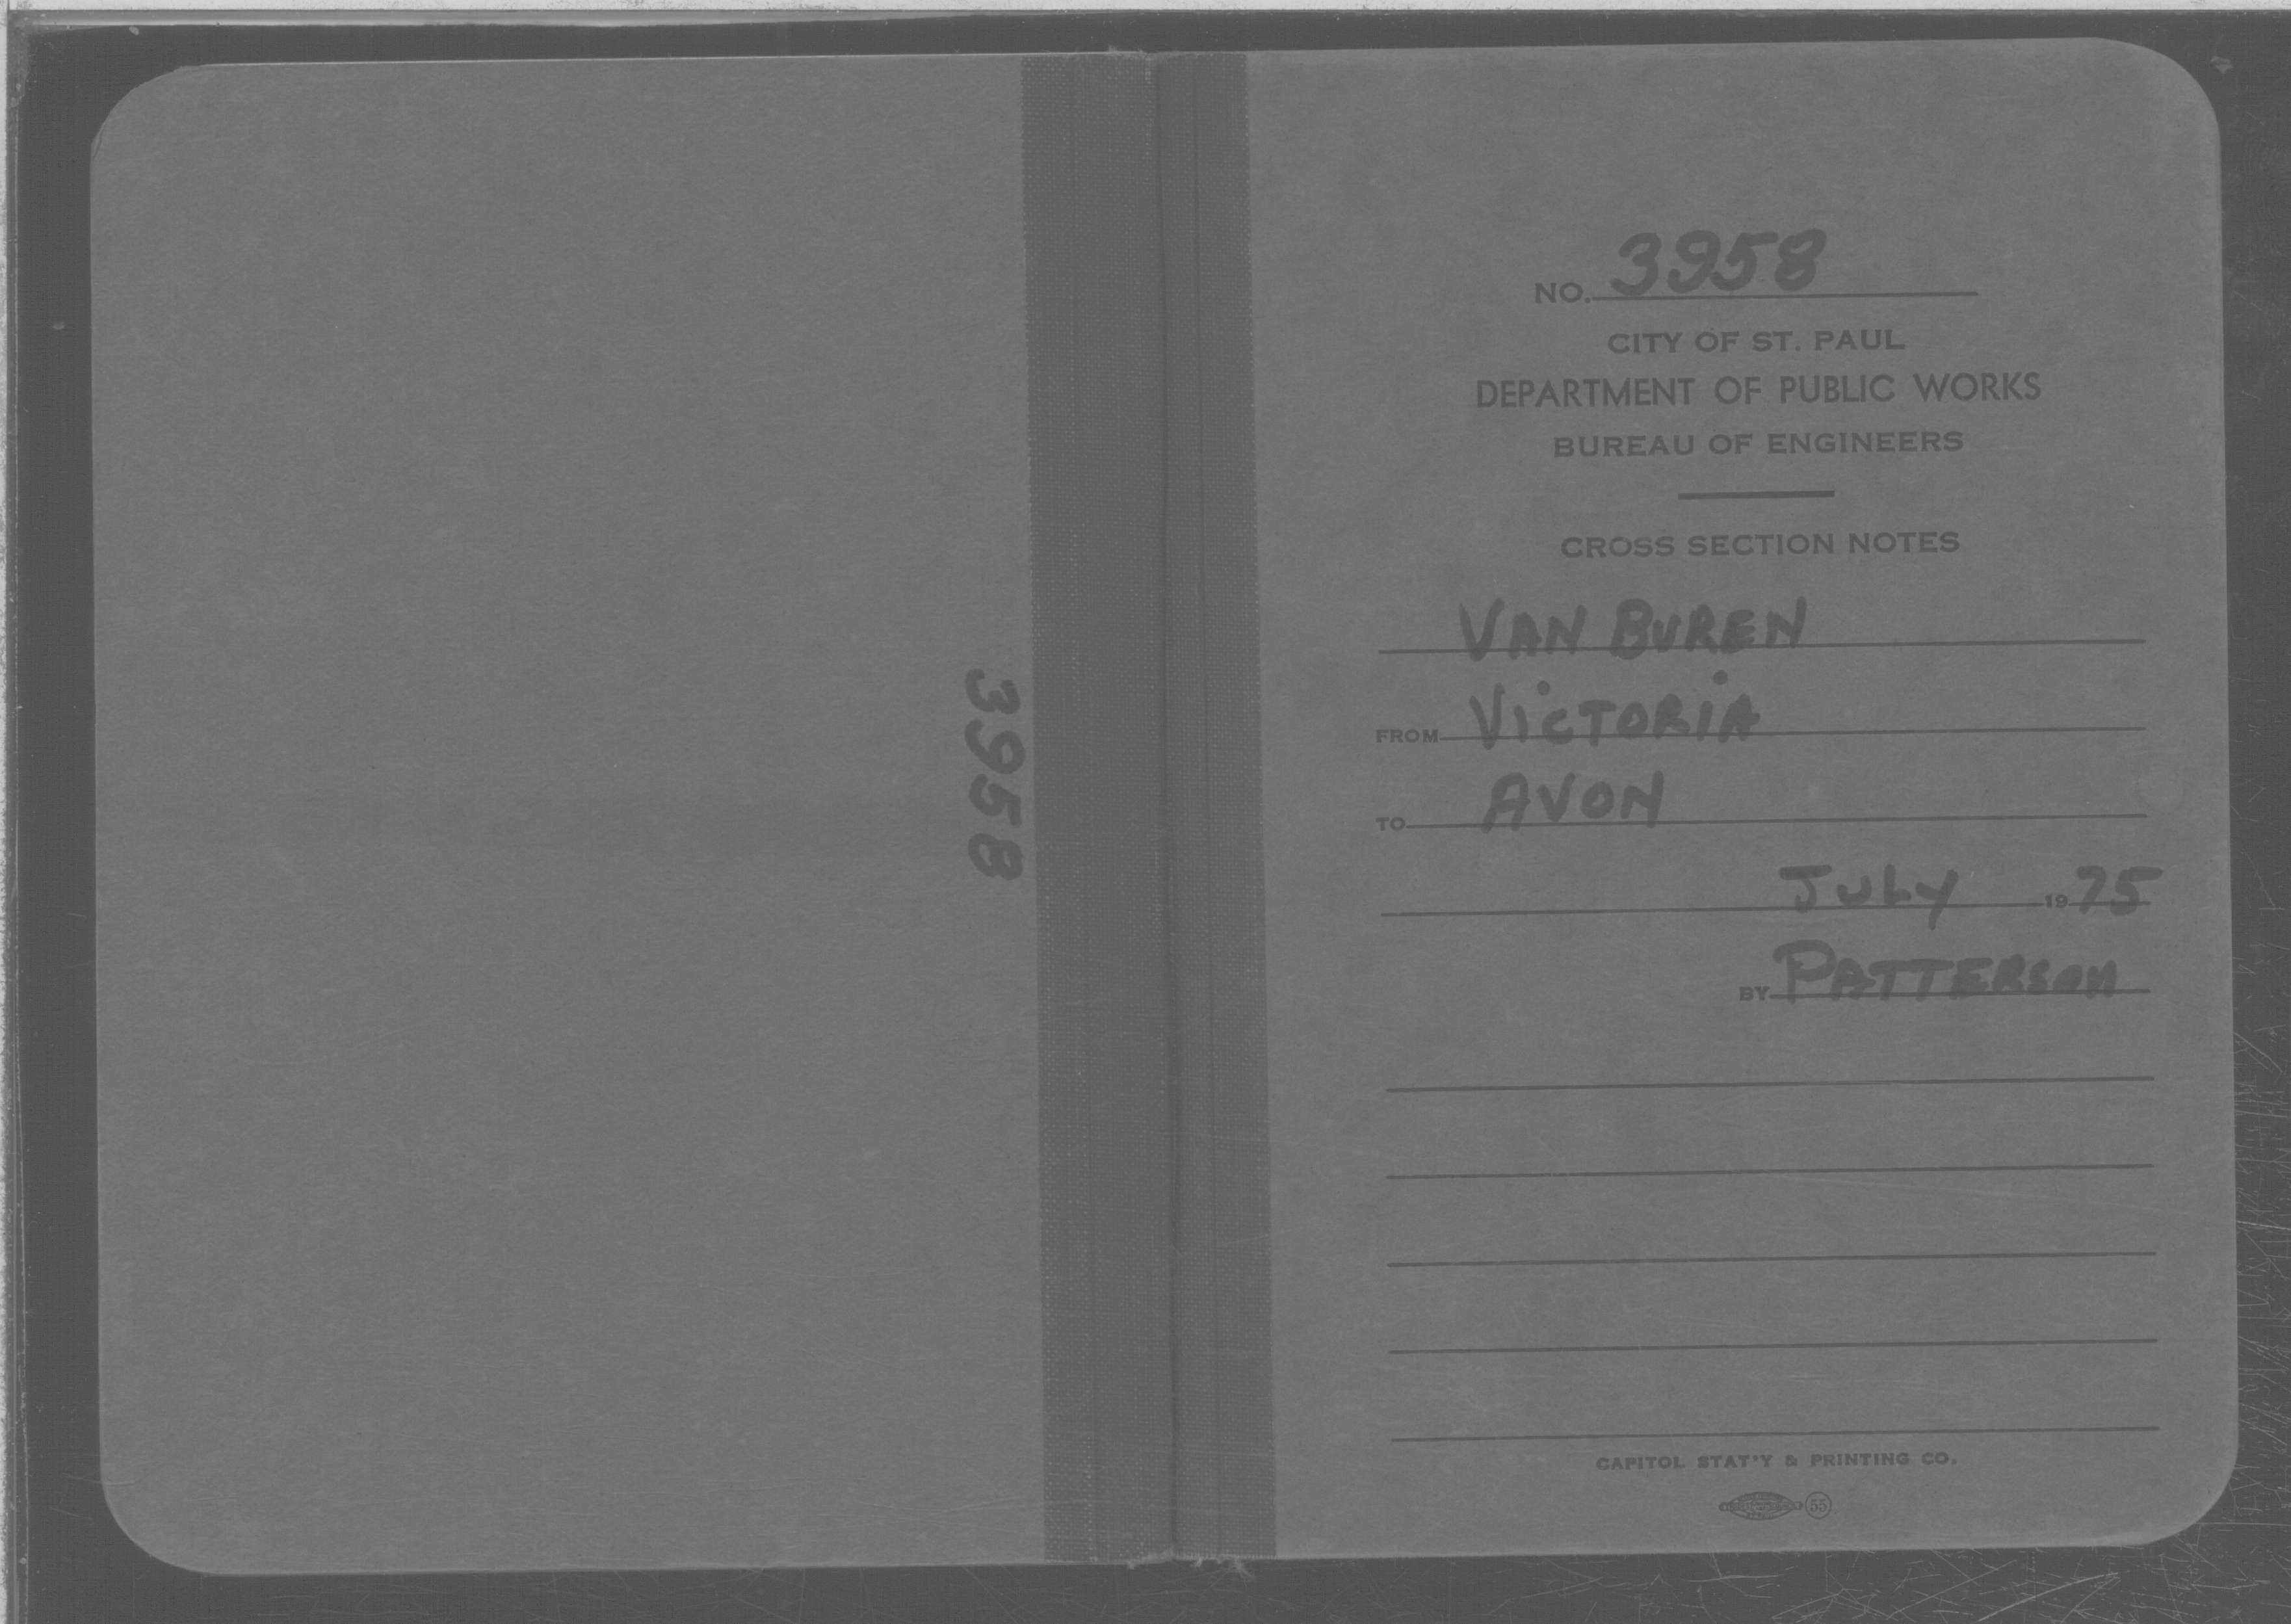 3958
NO. 3958
CITY OF ST. PAUL
DEPARTMENT OF PUBLIC WORKS
BUREAU OF ENGINEERS
CROSS SECTION NOTES
VAN BUREN
FROM VICTORIA
TO AVON
JULY 1975
BY PATTERSON
CAPITOL STAT'Y & PRINTING CO.
55